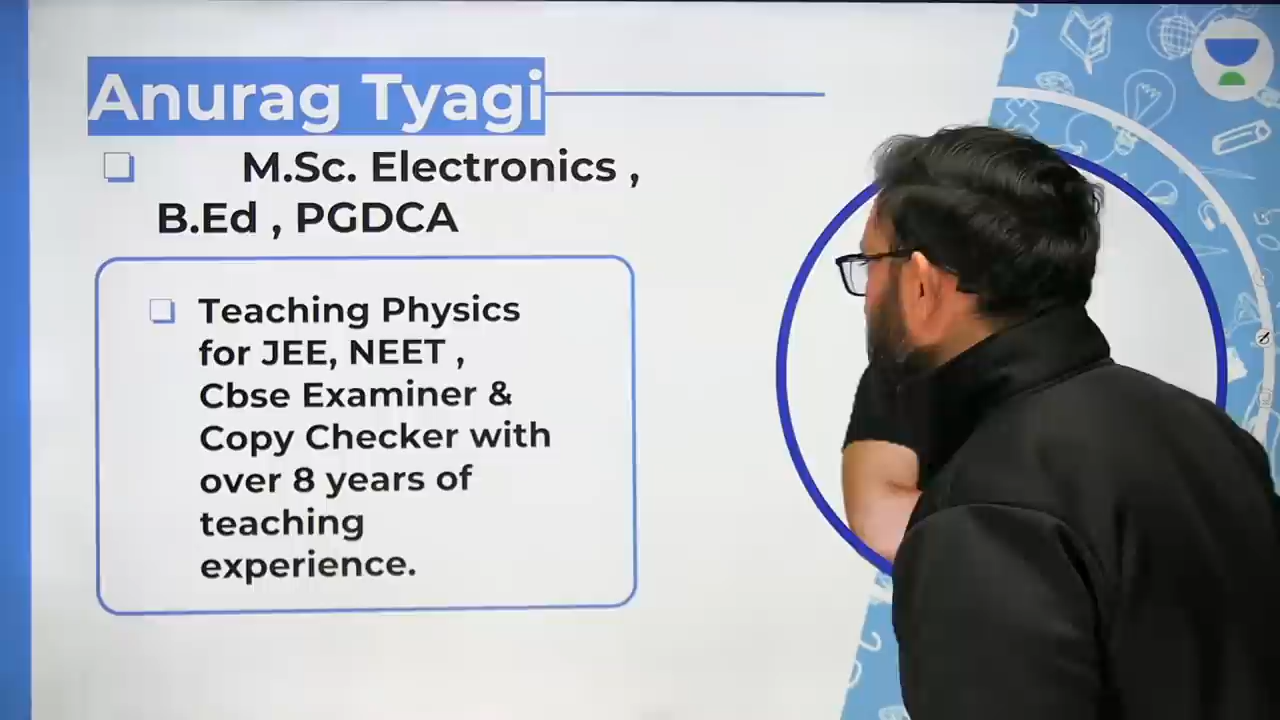 Anurag Tyagi
M.Sc. Electronics ,
B.Ed , PGDCA
Teaching Physics
for JEE, NEET ,
Cbse Examiner &
Copy Checker with
over 8 years of
teaching
experience.